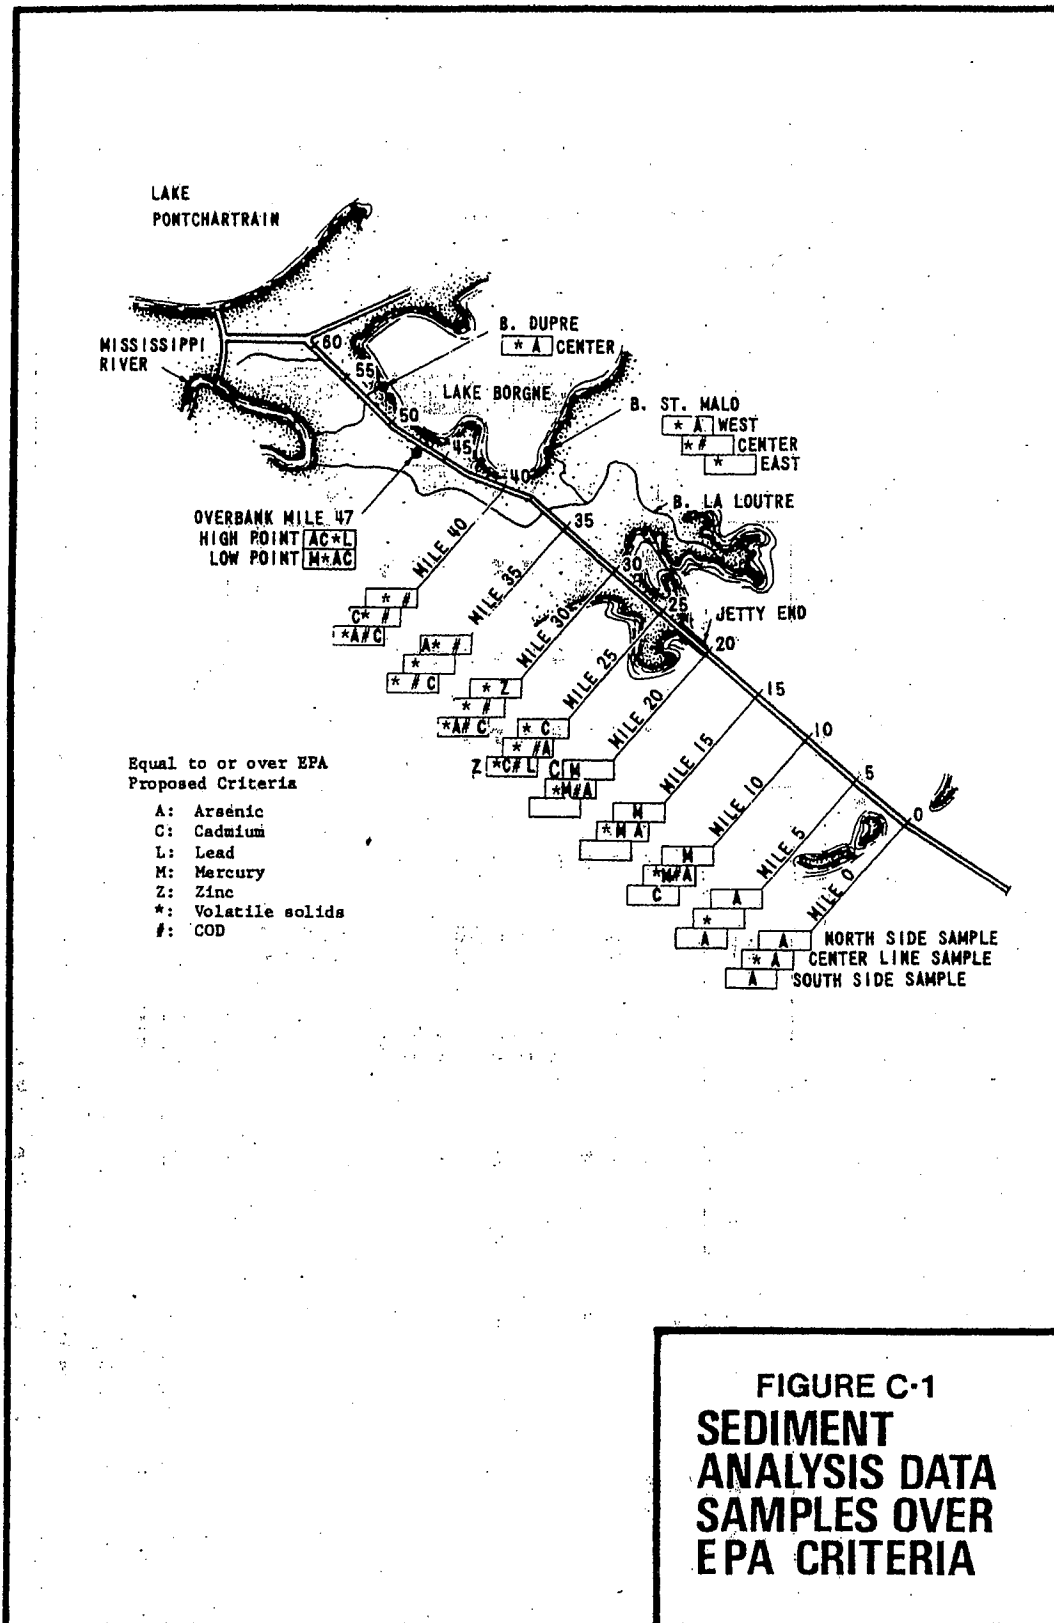 LAKE
PONTCHARTRAIN
MISSISSIPPI
RIVER
B. DUPRE
* A CENTER
LAKE BORGNE
B. ST. MALO
* A WEST
* # CENTER
* EAST
B. LA LOUTRE
60
55
50
45
40
35
30
25
20
15
10
5
0
JETTY END
OVERBANK MILE 47
HIGH POINT AC*L
LOW POINT M*AC
MILE 40
* #
C* #
*A#C
MILE 35
A* #
*
* # C
MILE 30
* Z
* #
*A# C
MILE 25
* C
* #A
Z *C# L
MILE 20
C M
*M#A
MILE 15
M
*M A
MILE 10
M
*M#A
C
MILE 5
A
*
A
MILE 0
A NORTH SIDE SAMPLE
* A CENTER LINE SAMPLE
A SOUTH SIDE SAMPLE
Equal to or over EPA
Proposed Criteria
A: Arsenic
C: Cadmium
L: Lead
M: Mercury
Z: Zinc
*: Volatile solids
#: COD
FIGURE C-1
SEDIMENT
ANALYSIS DATA
SAMPLES OVER
EPA CRITERIA